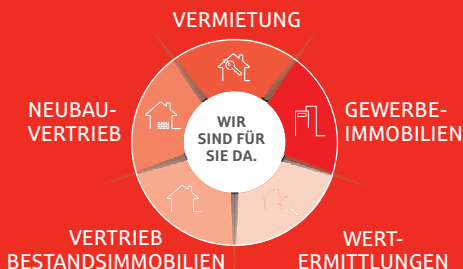 VERMIETUNG
NEUBAU-
VERTRIEB
WIR
SIND FÜR
SIE DA.
GEWERBE-
IMMOBILIEN
VERTRIEB
BESTANDSIMMOBILIEN
WERT-
ERMITTLUNGEN